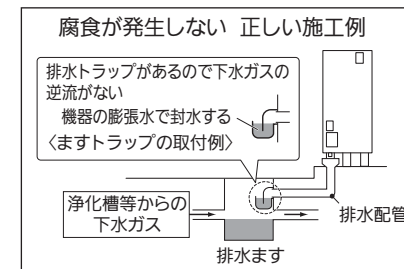 腐食が発生しない 正しい施工例
排水トラップがあるので下水ガスの
逆流がない
機器の膨張水で封水する
〈ますトラップの取付例〉
浄化槽等からの
下水ガス
排水配管
排水ます